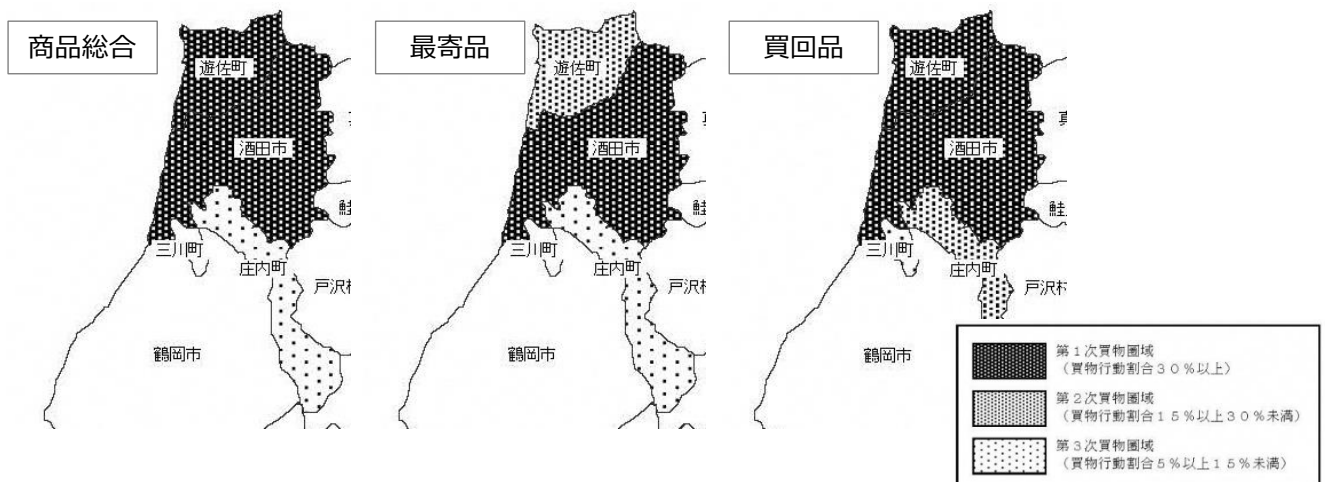 商品総合
遊佐町
酒田市
三川町
庄内町
戸沢村
鶴岡市
最寄品
遊佐町
酒田市
三川町
庄内町
戸沢村
鶴岡市
買回品
遊佐町
酒田市
三川町
庄内町
戸沢村
鶴岡市
第1次買物圏域
(買物行動割合30%以上)
第2次買物圏域
(買物行動割合15%以上30%未満)
第3次買物圏域
(買物行動割合5%以上15%未満)